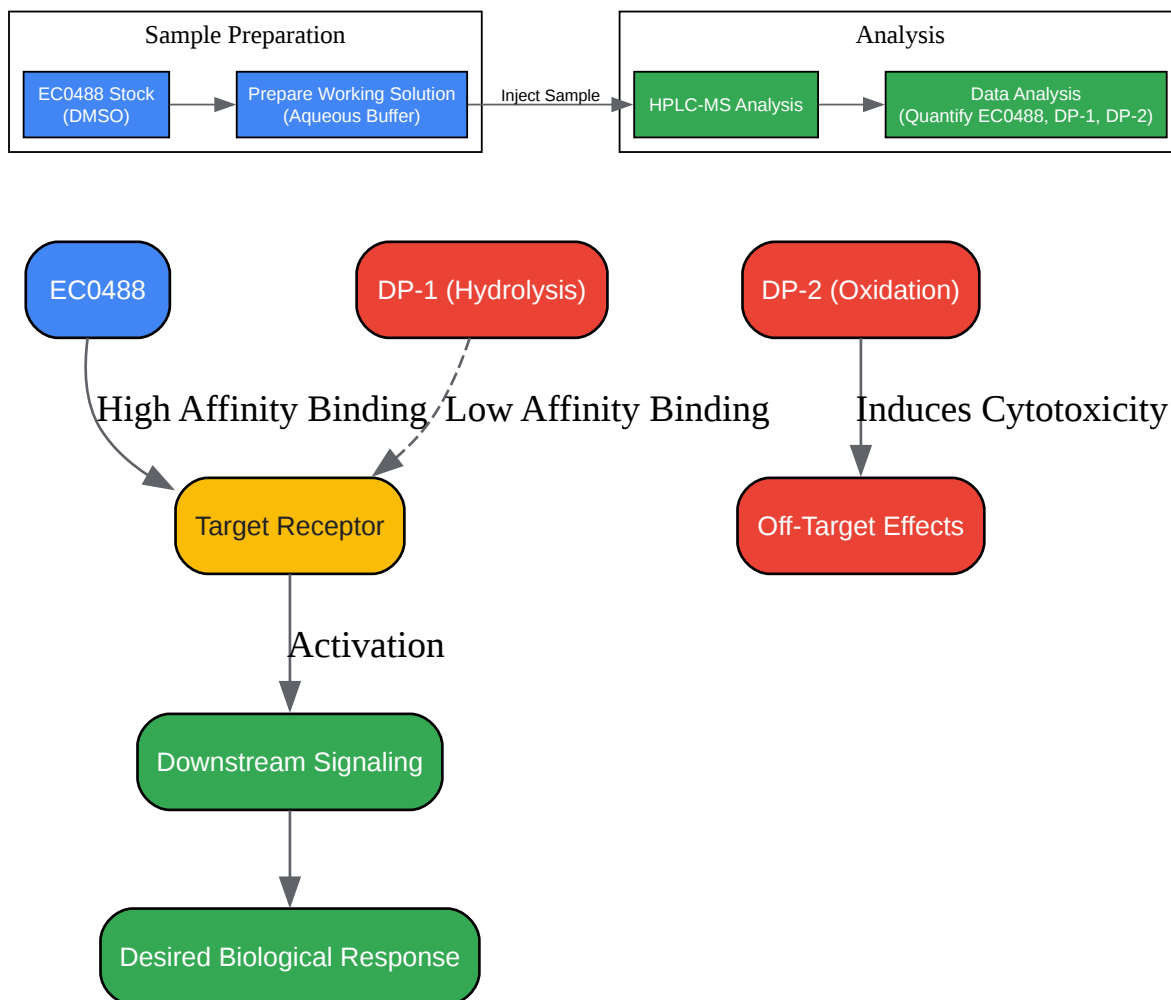 Sample Preparation
Analysis
EC0488 Stock
(DMSO)
Prepare Working Solution
(Aqueous Buffer)
Inject Sample
HPLC-MS Analysis
Data Analysis
(Quantify EC0488, DP-1, DP-2)
EC0488
DP-1 (Hydrolysis)
DP-2 (Oxidation)
High Affinity Binding
Low Affinity Binding
Induces Cytotoxicity
Target Receptor
Off-Target Effects
Activation
Downstream Signaling
Desired Biological Response